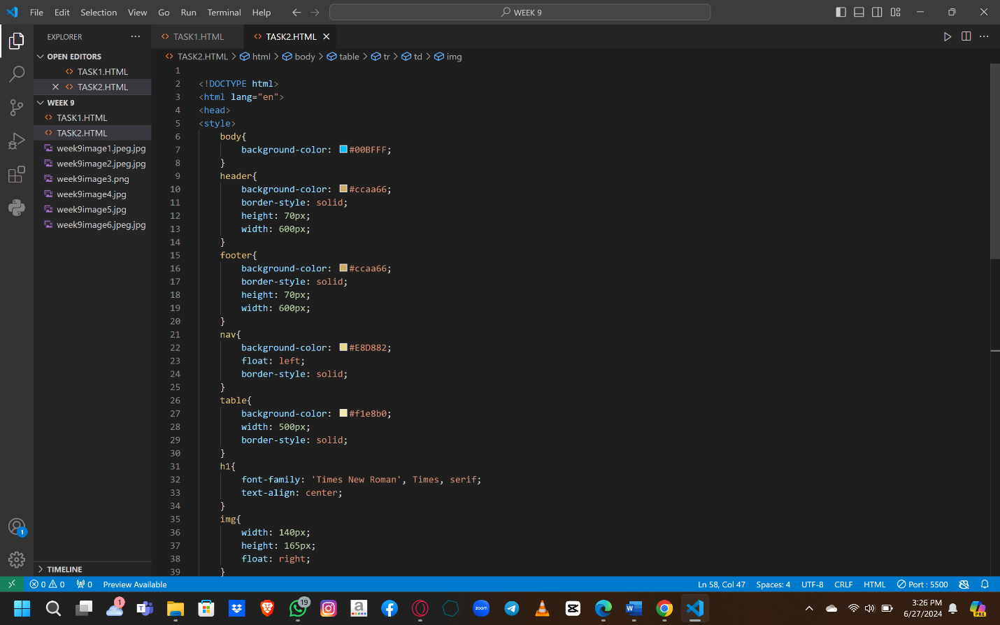 File Edit Selection View Go Run Terminal Help
WEEK 9
EXPLORER
OPEN EDITORS
TASK1.HTML
TASK2.HTML
WEEK 9
TASK1.HTML
TASK2.HTML
week9image1.jpeg.jpg
week9image2.jpeg.jpg
week9image3.png
week9image4.jpg
week9image5.jpg
week9image6.jpeg.jpg
TIMELINE
TASK1.HTML TASK2.HTML
TASK2.HTML > html > body > table > tr > td > img
1
2 <!DOCTYPE html>
3 <html lang="en">
4 <head>
5 <style>
6 body{
7 background-color: #00BFFF;
8 }
9 header{
10 background-color: #ccaa66;
11 border-style: solid;
12 height: 70px;
13 width: 600px;
14 }
15 footer{
16 background-color: #ccaa66;
17 border-style: solid;
18 height: 70px;
19 width: 600px;
20 }
21 nav{
22 background-color: #E8D882;
23 float: left;
24 border-style: solid;
25 }
26 table{
27 background-color: #f1e8b0;
28 width: 500px;
29 border-style: solid;
30 }
31 h1{
32 font-family: 'Times New Roman', Times, serif;
33 text-align: center;
34 }
35 img{
36 width: 140px;
37 height: 165px;
38 float: right;
39 }
1
0 0 0 Preview Available Ln 58, Col 47 Spaces: 4 UTF-8 CRLF HTML Port : 5500
1
19
a
zoom
W
3:26 PM
6/27/2024
PRE